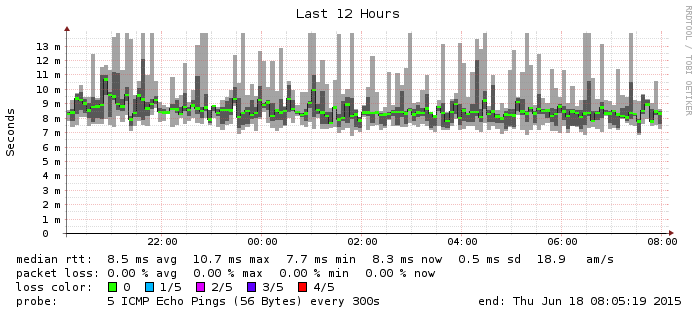 Last 12 Hours
RRDTOOL / TOBI OETIKER
Seconds
13 m
12 m
11 m
10 m
9 m
8 m
7 m
6 m
5 m
4 m
3 m
2 m
1 m
0
22:00 00:00 02:00 04:00 06:00 08:00
median rtt: 8.5 ms avg 10.7 ms max 7.7 ms min 8.3 ms now 0.5 ms sd 18.9 am/s
packet loss: 0.00 % avg 0.00 % max 0.00 % min 0.00 % now
loss color: 0 1/5 2/5 3/5 4/5
probe: 5 ICMP Echo Pings (56 Bytes) every 300s end: Thu Jun 18 08:05:19 2015